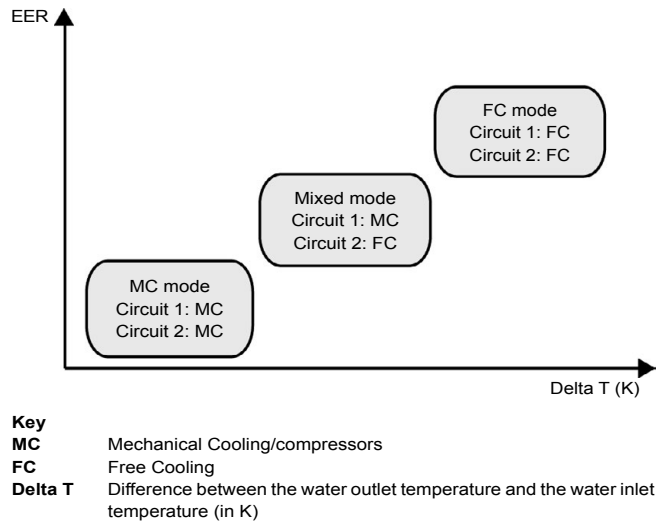 EER
FC mode
Circuit 1: FC
Circuit 2: FC
Mixed mode
Circuit 1: MC
Circuit 2: FC
MC mode
Circuit 1: MC
Circuit 2: MC
Delta T (K)
Key
MC Mechanical Cooling/compressors
FC Free Cooling
Delta T Difference between the water outlet temperature and the water inlet
temperature (in K)